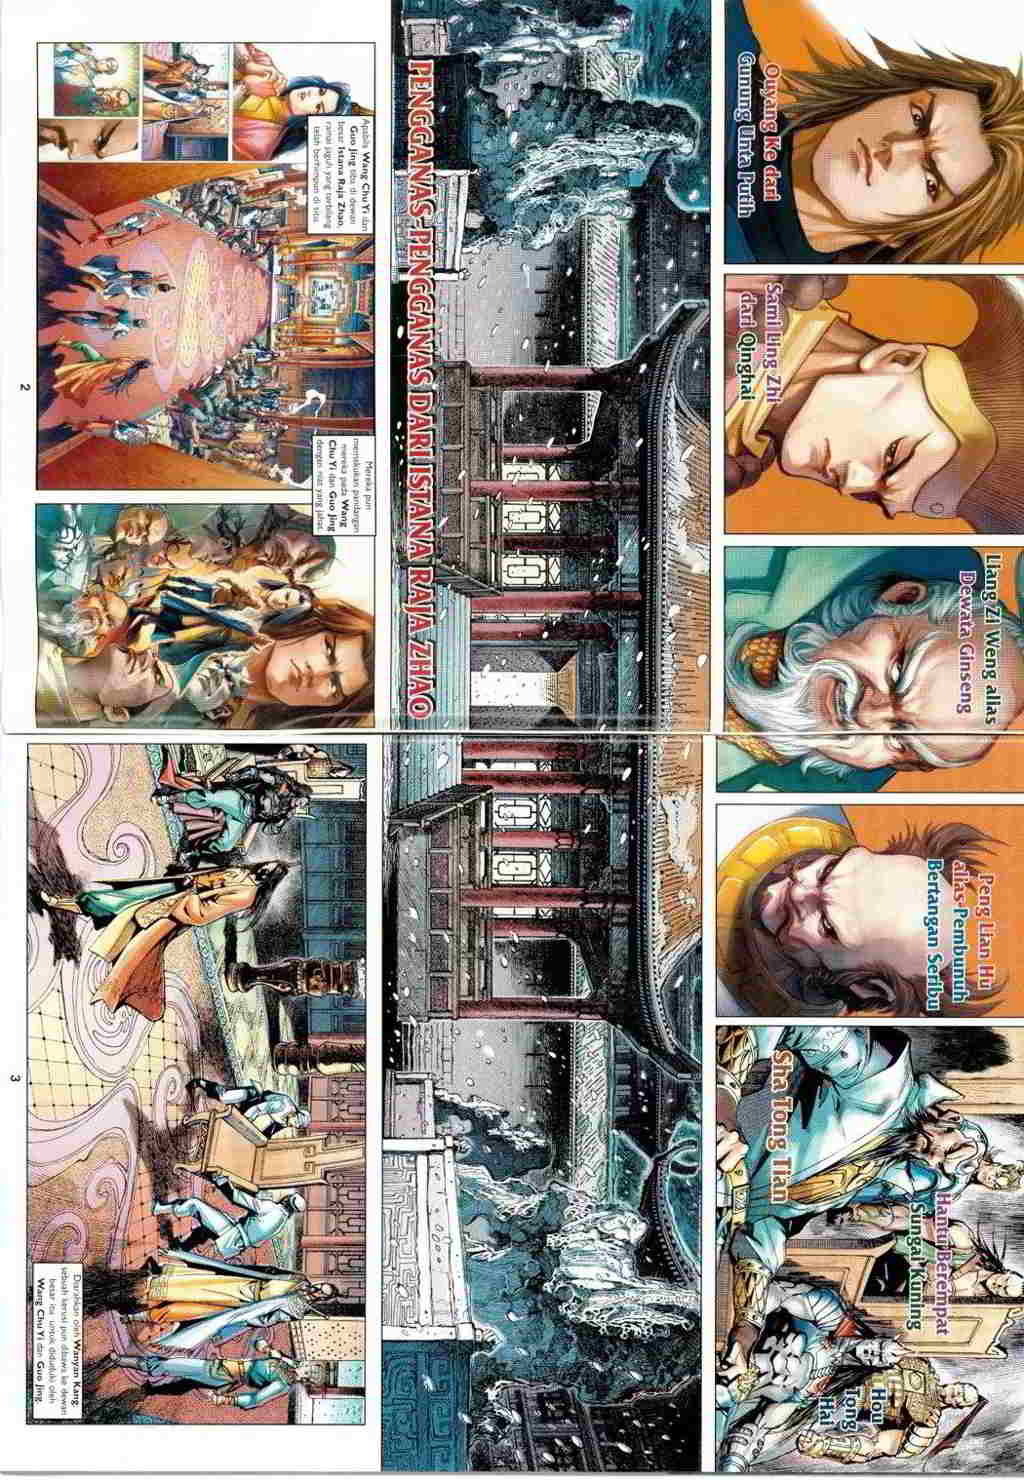 Ouyang Ke dari
Gunung Unta Putih
Sami Ling Zhi
dari Qinghai
Liang Zi Weng alias
Dewata Ginseng
Peng Lian Hu
alias-Pembunuh
Bertangan Seribu
Sha Tong Tian
Hantu Berempat
Sungai Kuning
Hou
Tong
Hai
PENGGANAS-PENGGANAS DARI ISTANA RAJA ZHAO
Apabila Wang Chu Yi dan
Guo Jing tiba di dewan
besar Istana Raja Zhao,
ramai jaguh yang terbilang
telah berhimpun di situ.
Mereka pun
menfokuskan pandangan
mereka pada Wang
Chu Yi dan Guo Jing
dengan niat yang jahat.
2
Diarahkan oleh Wanyan Kang,
sebuah kerusi pun dibawa ke dewan
besar itu untuk diduduki oleh
Wang Chu Yi dan Guo Jing.
3